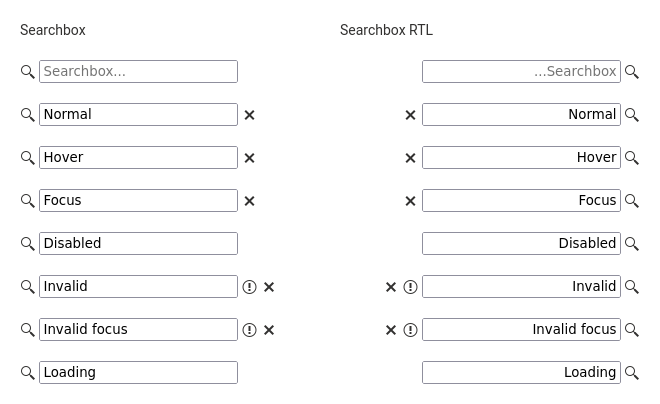 Searchbox
Searchbox...
Normal
Hover
Focus
Disabled
Invalid
Invalid focus
Loading
Searchbox RTL
...Searchbox
Normal
Hover
Focus
Disabled
Invalid
Invalid focus
Loading